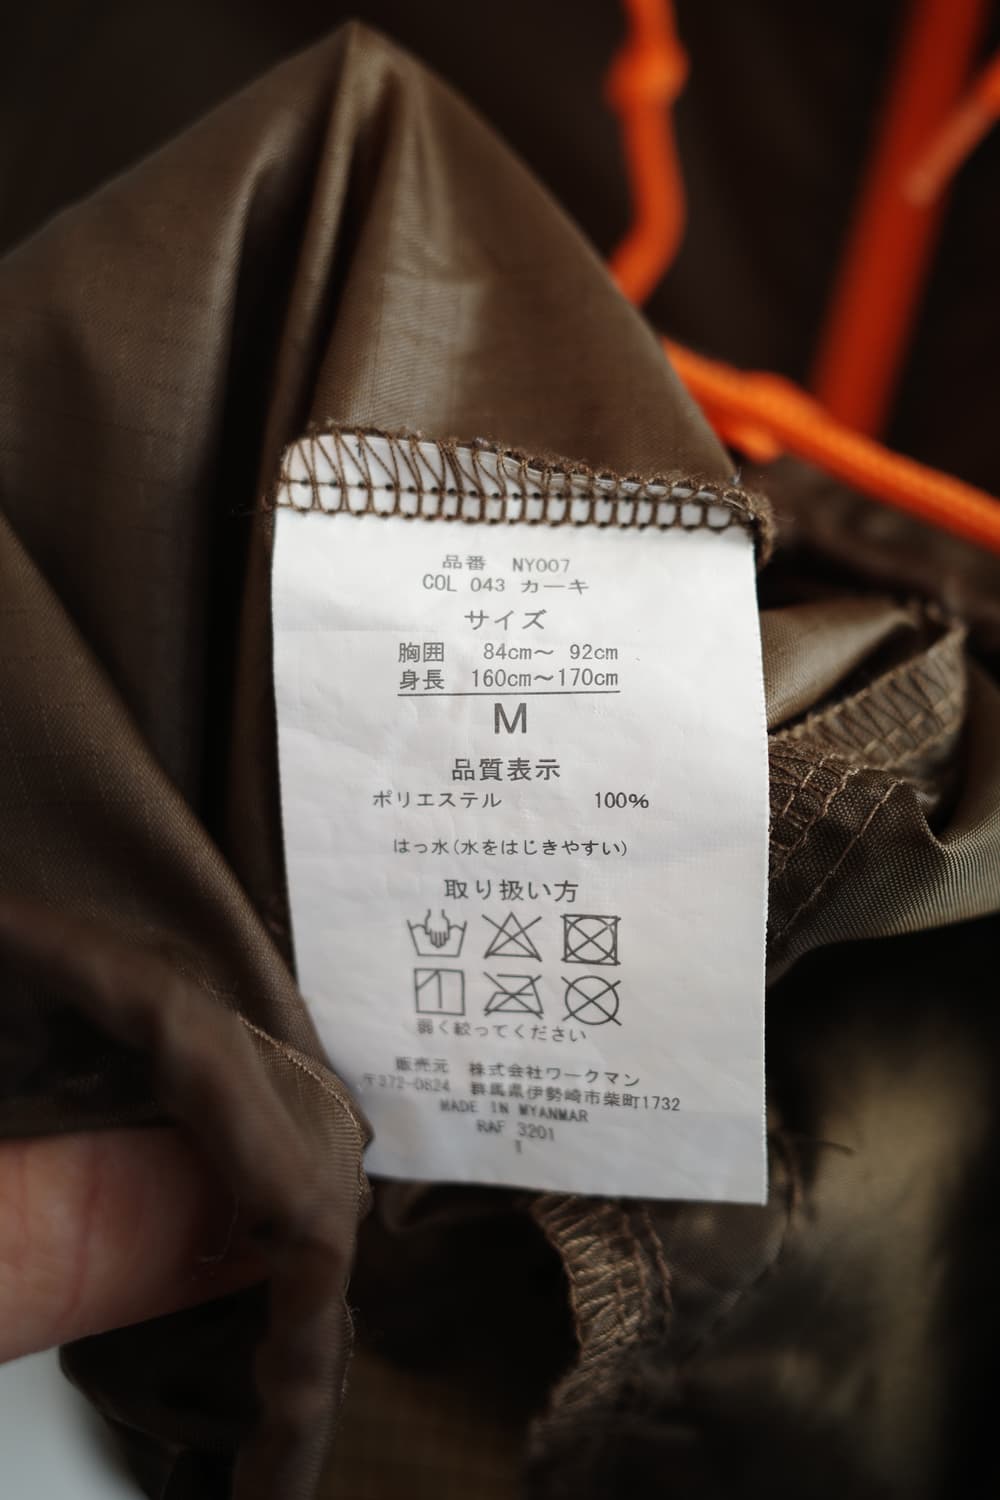 品番 NY007
COL 043 カーキ
サイズ
胸囲 84cm～ 92cm
身長 160cm～170cm
M
品質表示
ポリエステル 100%
はっ水(水をはじきやすい)
取り扱い方
弱く絞ってください
販売元 株式会社ワークマン
〒372-0824 群馬県伊勢崎市柴町1732
MADE IN MYANMAR
RAF 3201
1